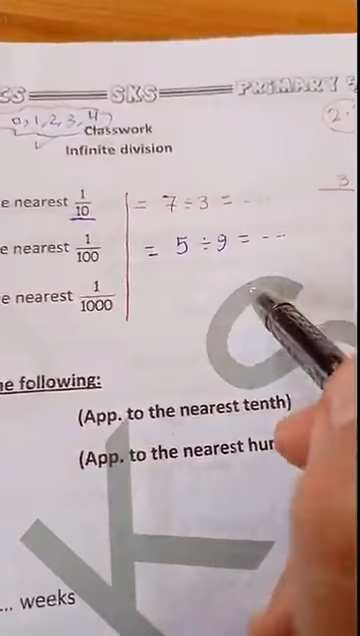 SKS PRIMARY
0, 1, 2, 3, 4
2.
Classwork
Infinite division
3
e nearest 1/10 = 7 ÷ 3 = ---
e nearest 1/100 = 5 ÷ 9 = ---
e nearest 1/1000
he following:
(App. to the nearest tenth)
(App. to the nearest hun
... weeks